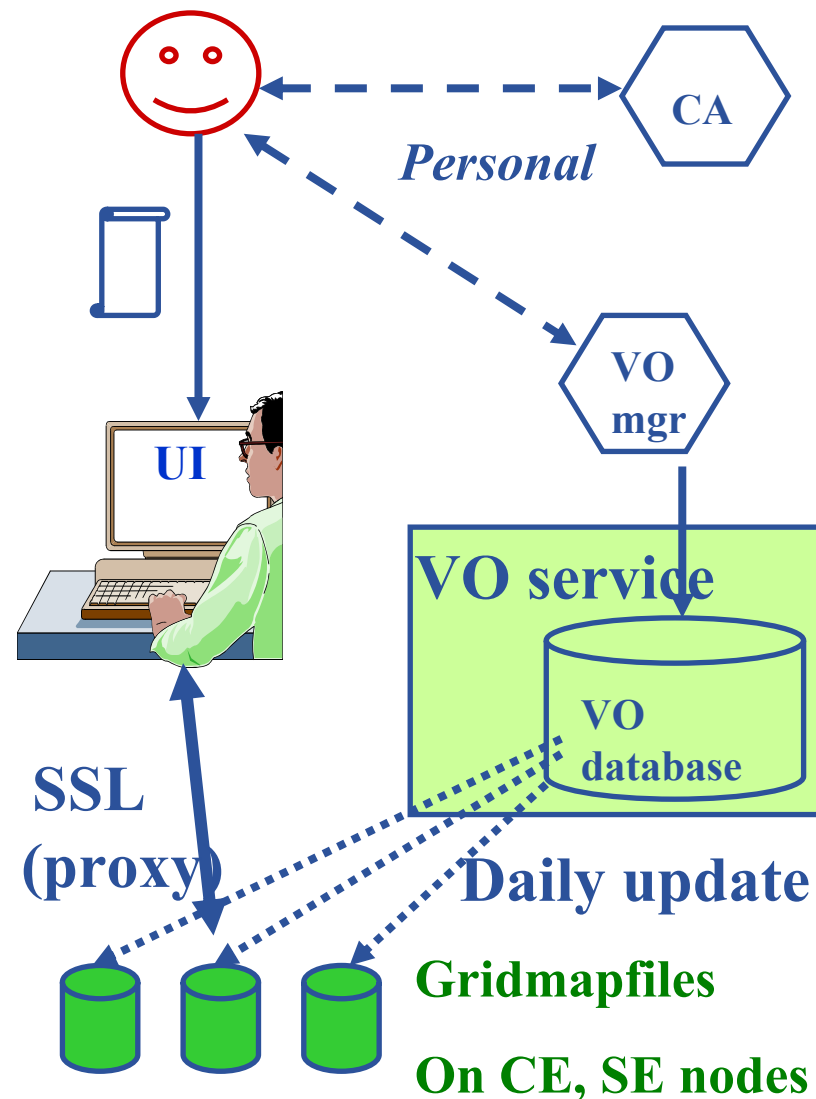 CA
Personal
VO
mgr
UI
VO service
VO
database
SSL
(proxy)
Daily update
Gridmapfiles
On CE, SE nodes